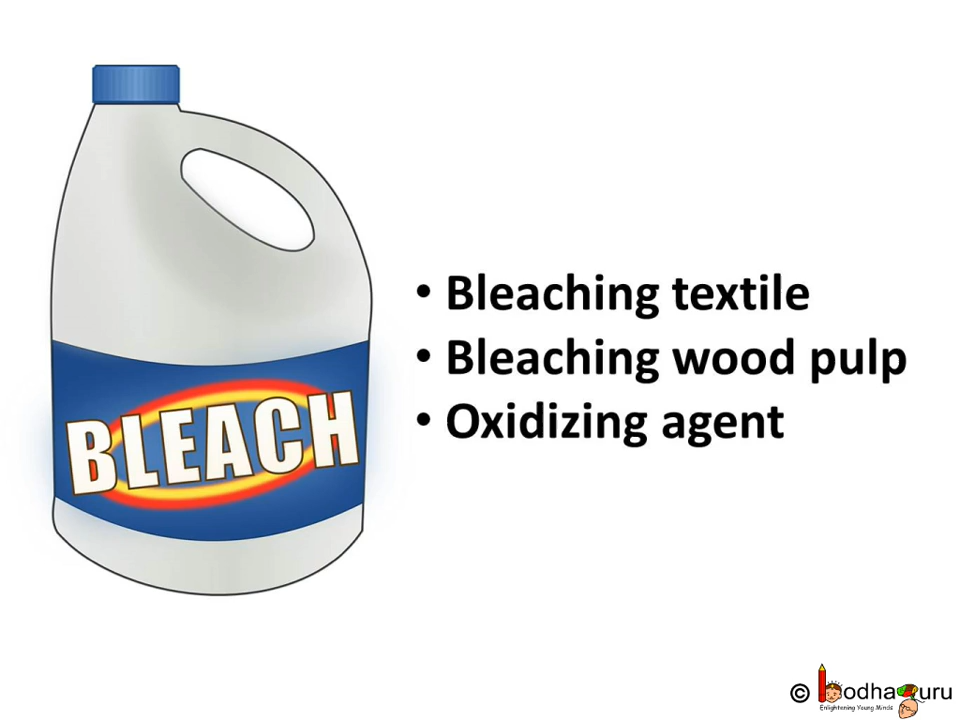 BLEACH
• Bleaching textile
• Bleaching wood pulp
• Oxidizing agent
© BodhaGuru
Enlightening Young Minds